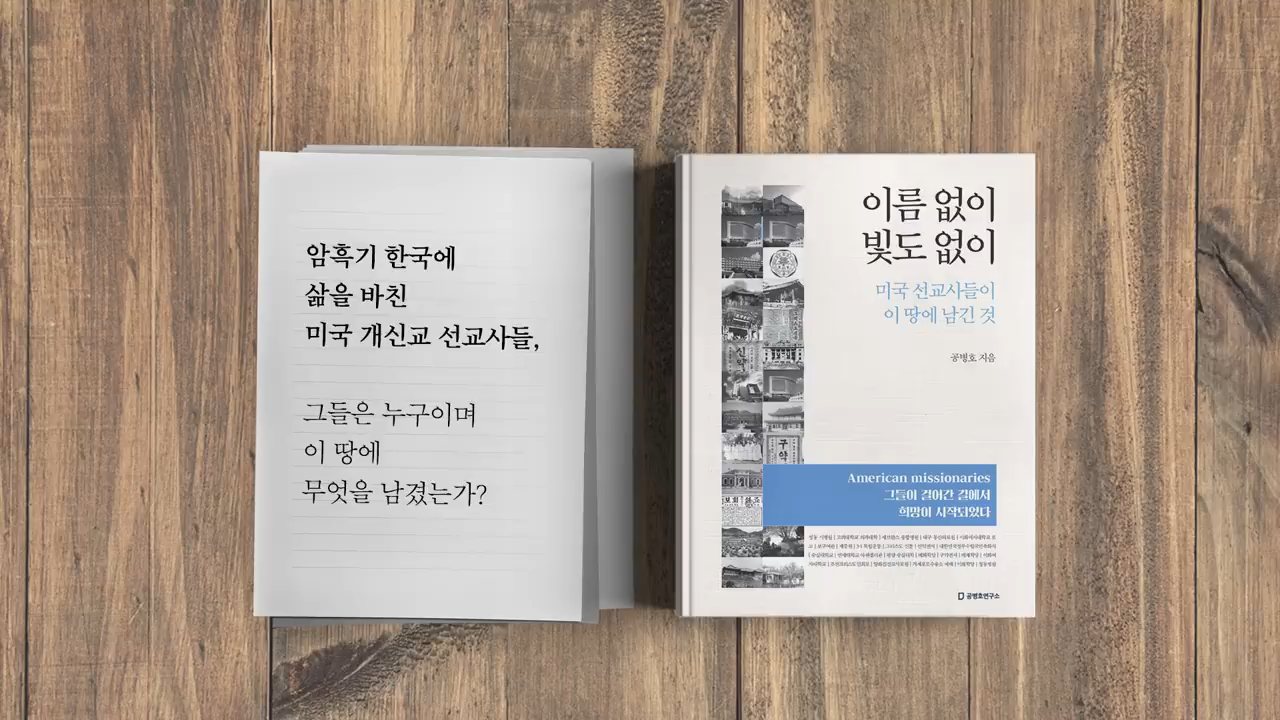 암흑기 한국에
삶을 바친
미국 개신교 선교사들,
그들은 누구이며
이 땅에
무엇을 남겼는가?
이름 없이
빛도 없이
미국 선교사들이
이 땅에 남긴 것
공병호 지음
American missionaries
그들이 걸어간 길에서
희망이 시작되었다
공병호연구소